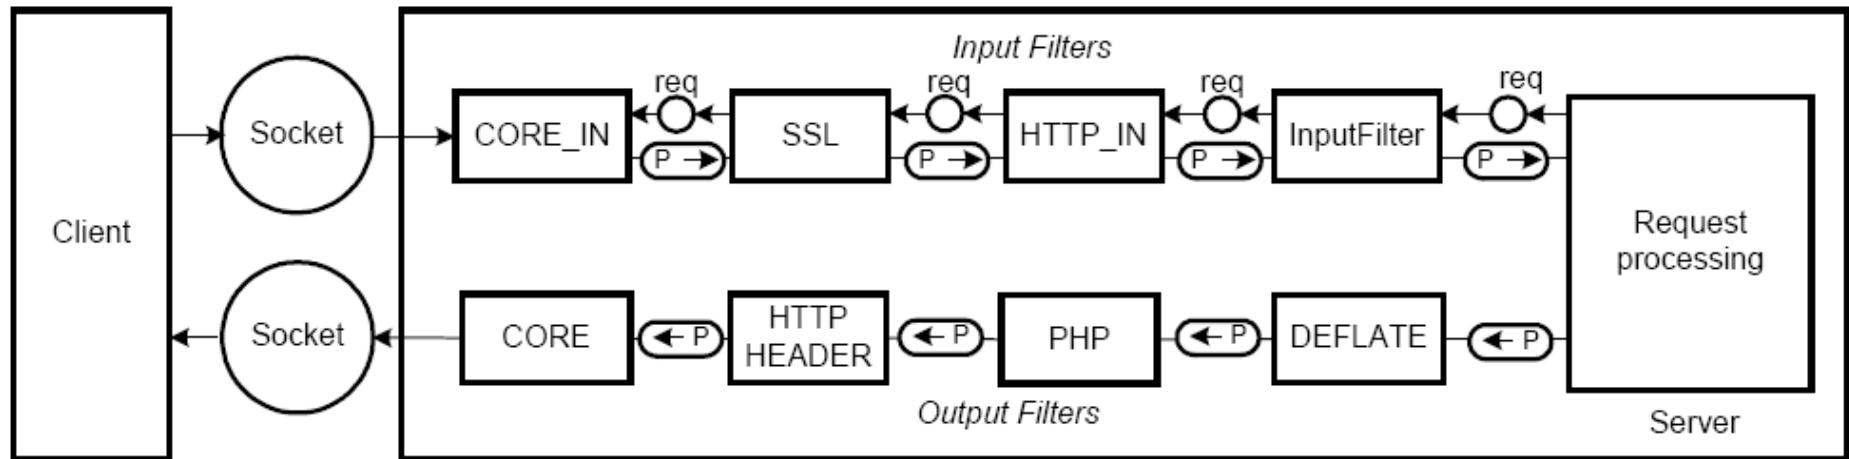 Input Filters
req
req
req
req
Socket
CORE_IN
SSL
HTTP_IN
InputFilter
P
P
P
P
Client
Request
processing
Socket
CORE
P
HTTP
HEADER
P
PHP
P
DEFLATE
P
Output Filters
Server